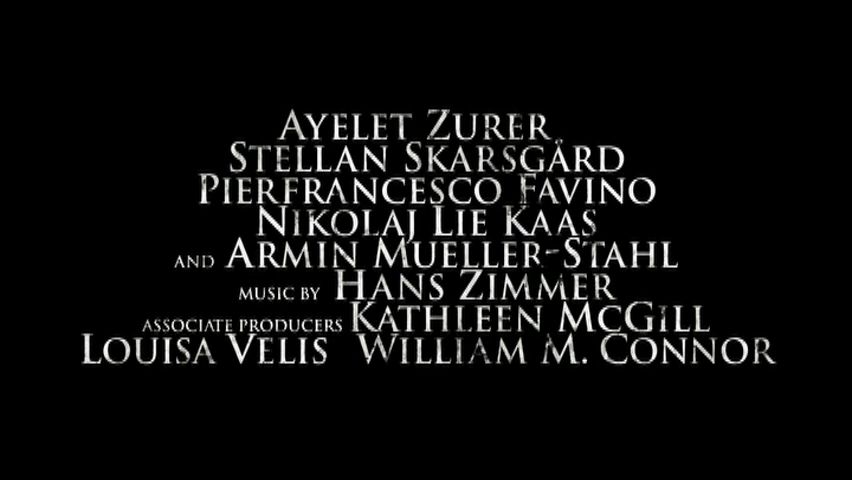 AYELET ZURER
STELLAN SKARSGÅRD
PIERFRANCESCO FAVINO
NIKOLAJ LIE KAAS
AND ARMIN MUELLER-STAHL
MUSIC BY HANS ZIMMER
ASSOCIATE PRODUCERS KATHLEEN MCGILL
LOUISA VELIS WILLIAM M. CONNOR